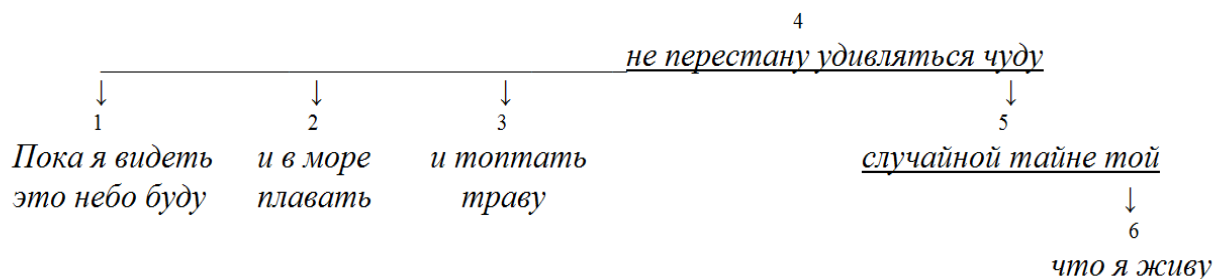 4
не перестану удивляться чуду
1 2 3 5
Пока я видеть и в море и топтать случайной тайне той
это небо буду плавать траву
6
что я живу